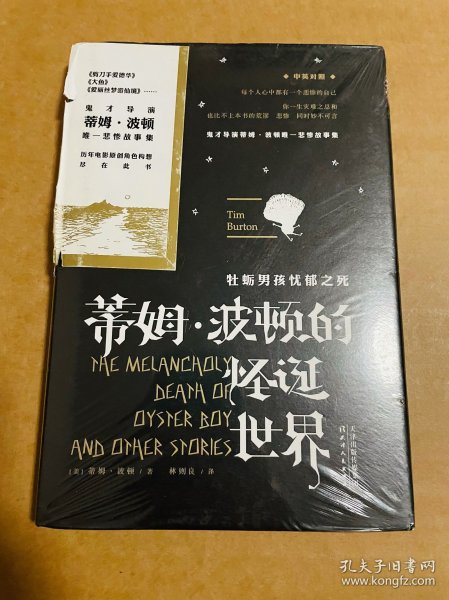 《剪刀手爱德华》
《大鱼》
《爱丽丝梦游仙境》……
鬼才导演
蒂姆·波顿
唯一悲惨故事集
历年电影原创角色构想
尽在此书
中英对照
每个人心中都有一个悲惨的自己
你一生灾难之总和
也比不上本书的荒谬 悲惨 同时妙不可言
鬼才导演蒂姆·波顿唯一悲惨故事集
Tim
Burton
牡蛎男孩忧郁之死
蒂姆·波顿的
怪诞
世界
THE MELANCHOLY
DEATH OF
OYSTER BOY
AND OTHER STORIES
[美] 蒂姆·波顿 / 著 林则良 / 译
天津出版传媒集团
天津人民出版社
孔夫子旧书网
www.kongfz.com